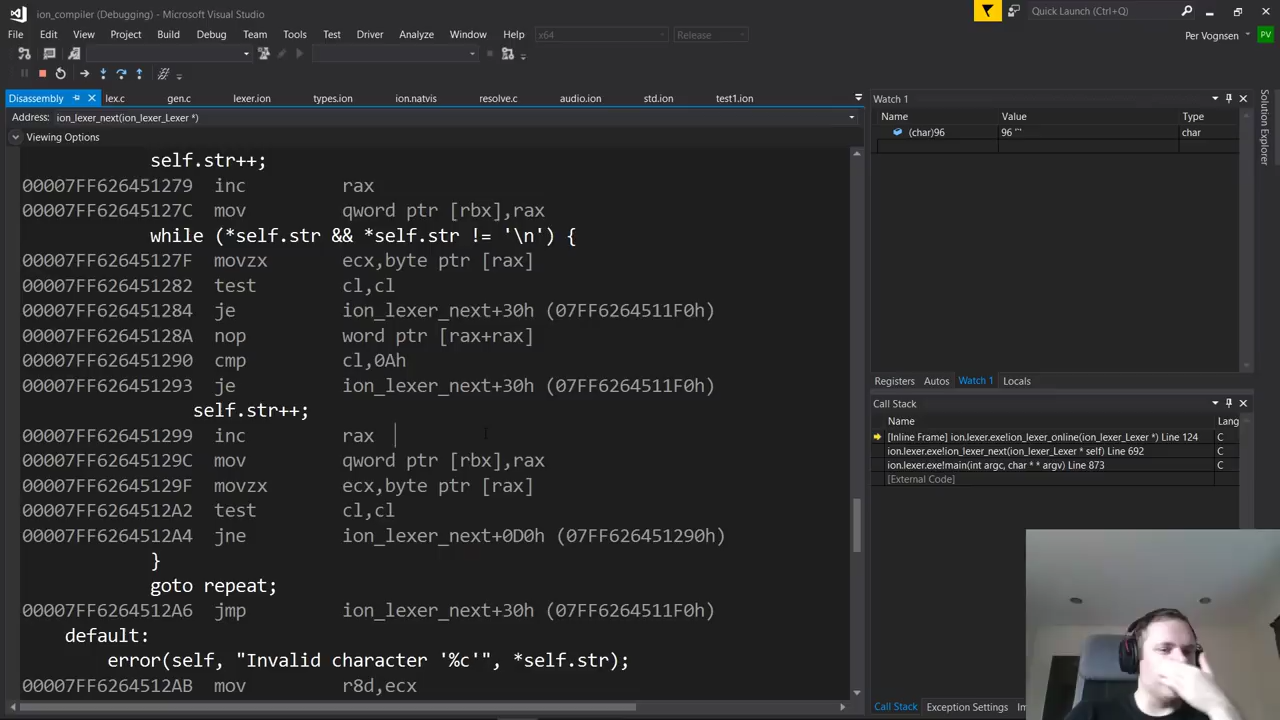 ion_compiler (Debugging) - Microsoft Visual Studio
Quick Launch (Ctrl+Q)
File Edit View Project Build Debug Team Tools Test Driver Analyze Window Help x64 Release
Per Vognsen PV
Disassembly lex.c gen.c lexer.ion types.ion ion.natvis resolve.c audio.ion std.ion test1.ion
Address: ion_lexer_next(ion_lexer_Lexer *)
Viewing Options
self.str++;
00007FF626451279 inc rax
00007FF62645127C mov qword ptr [rbx],rax
while (*self.str && *self.str != '\n') {
00007FF62645127F movzx ecx,byte ptr [rax]
00007FF626451282 test cl,cl
00007FF626451284 je ion_lexer_next+30h (07FF6264511F0h)
00007FF62645128A nop word ptr [rax+rax]
00007FF626451290 cmp cl,0Ah
00007FF626451293 je ion_lexer_next+30h (07FF6264511F0h)
self.str++;
00007FF626451299 inc rax
00007FF62645129C mov qword ptr [rbx],rax
00007FF62645129F movzx ecx,byte ptr [rax]
00007FF6264512A2 test cl,cl
00007FF6264512A4 jne ion_lexer_next+0D0h (07FF626451290h)
}
goto repeat;
00007FF6264512A6 jmp ion_lexer_next+30h (07FF6264511F0h)
default:
error(self, "Invalid character '%c'", *self.str);
00007FF6264512AB mov r8d,ecx
Watch 1
Name Value Type
(char)96 96 '`' char
Registers Autos Watch 1 Locals
Call Stack
Name Lang
[Inline Frame] ion.lexer.exe!ion_lexer_online(ion_lexer_Lexer *) Line 124 C
ion.lexer.exe!ion_lexer_next(ion_lexer_Lexer * self) Line 692 C
ion.lexer.exe!main(int argc, char * * argv) Line 873 C
[External Code]
Call Stack Exception Settings
Solution Explorer